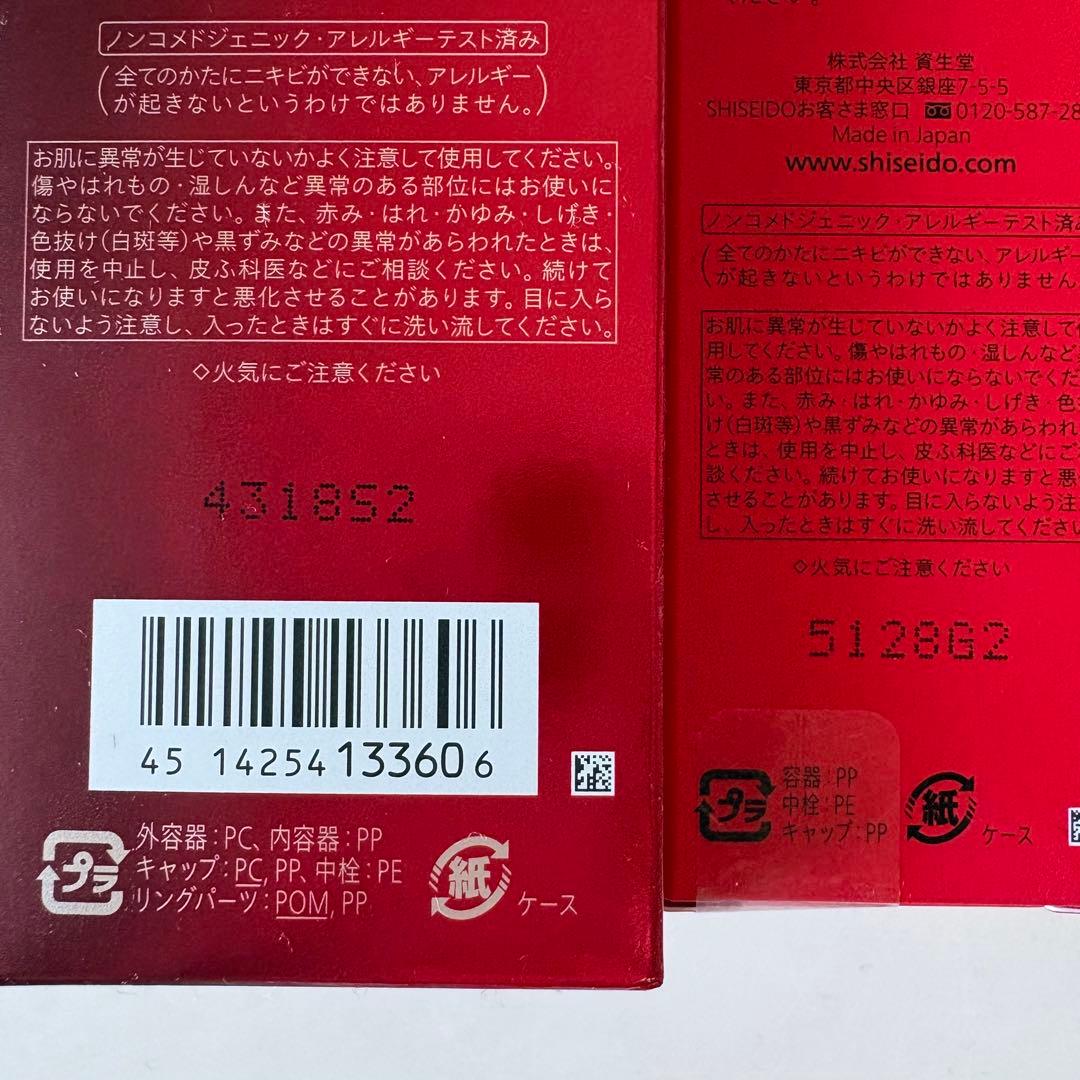 ノンコメドジェニック・アレルギーテスト済み
(全てのかたにニキビができない、アレルギー
が起きないというわけではありません。)
お肌に異常が生じていないかよく注意して使用してください。
傷やはれもの・湿しんなど異常のある部位にはお使いに
ならないでください。また、赤み・はれ・かゆみ・しげき・
色抜け(白斑等)や黒ずみなどの異常があらわれたときは、
使用を中止し、皮ふ科医などにご相談ください。続けて
お使いになりますと悪化させることがあります。目に入ら
ないよう注意し、入ったときはすぐに洗い流してください。
◇火気にご注意ください
431852
45 14254 13360 6
プラ
外容器:PC、内容器:PP
キャップ:PC, PP、中栓:PE
リングパーツ:POM, PP
紙
ケース
ください。
株式会社 資生堂
東京都中央区銀座7-5-5
SHISEIDOお客さま窓口 0120-587-28
Made in Japan
www.shiseido.com
ノンコメドジェニック・アレルギーテスト済み
(全てのかたにニキビができない、アレルギー
が起きないというわけではありません。
お肌に異常が生じていないかよく注意して使
用してください。傷やはれもの・湿しんなど
常のある部位にはお使いにならないでくだ
い。また、赤み・はれ・かゆみ・しげき・色
け(白斑等)や黒ずみなどの異常があらわれ
ときは、使用を中止し、皮ふ科医などにご
談ください。続けてお使いになりますと悪
させることがあります。目に入らないよう注
し、入ったときはすぐに洗い流してください
◇火気にご注意ください
5128G2
プラ
容器:PP
中栓:PE
キャップ:PP
紙
ケース